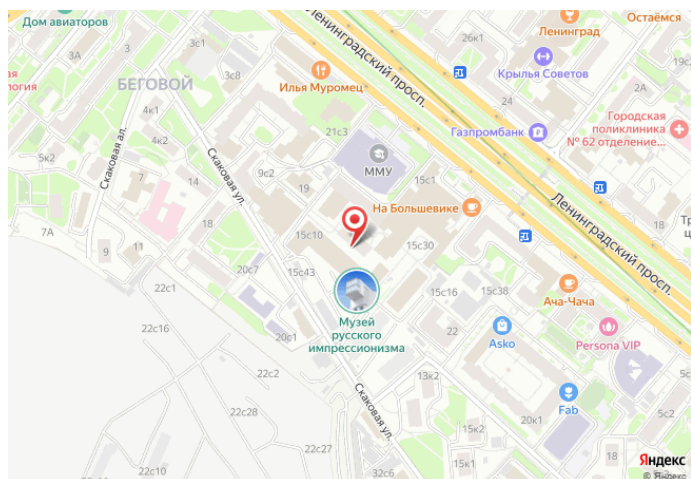 Дом авиаторов
3с1
26к1
Ленинград
Остаёмся
3А
3
3с8
Илья Муромец
Крылья Советов
19с2
БЕГОВОЙ
4к1
24
Ленинградский просп.
Газпромбанк
Городская
поликлиника
№ 62 отделение...
5к2
4к2
21с3
ММУ
Скаковая ал.
Скаковая ул.
7
14
9с2
19
15с1
На Большевике
18
7А
9
11
15с10
15с30
Ленинградский просп.
20с7
15с43
15с16
15с38
Ача-Чача
22с1
22с16
20с1
Музей
русского
импрессионизма
22
Asko
Persona VIP
22с2
13к2
Fab
5с2
22с28
Скаковая ул.
20к1
22с27
15к2
22с10
32с6
15к1
18к1
Яндекс
© Яндекс